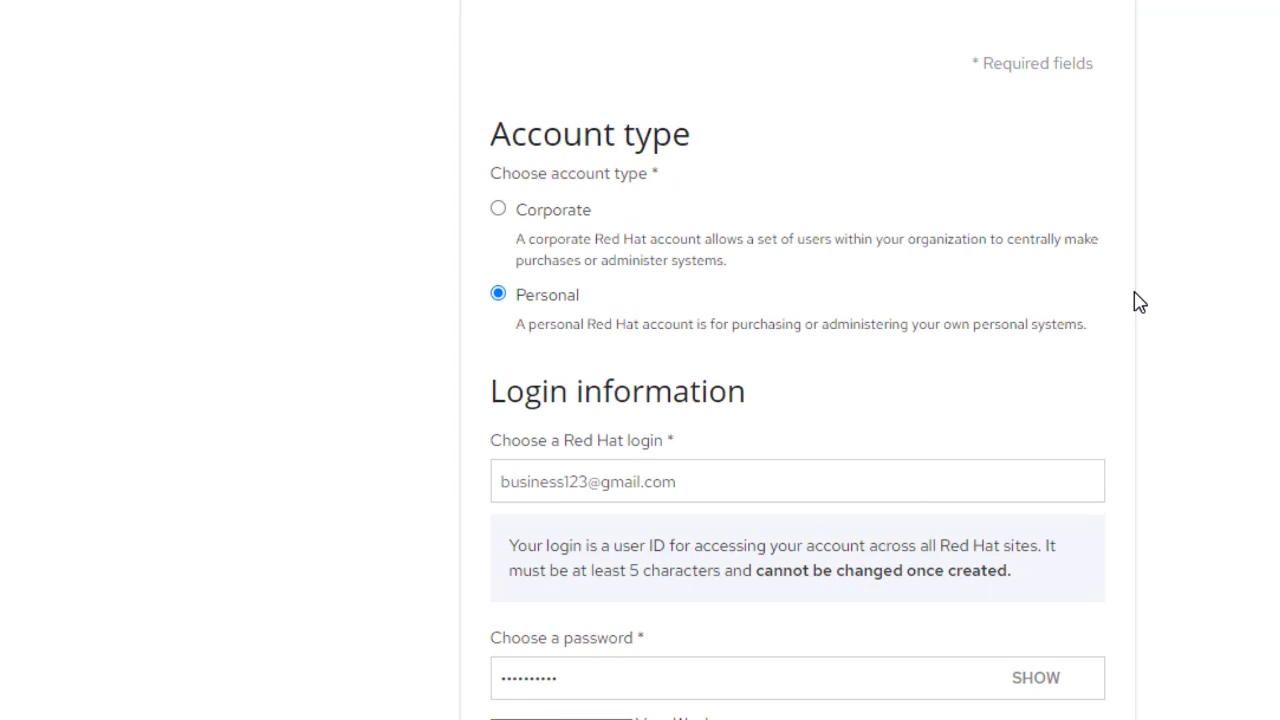 * Required fields
Account type
Choose account type *
Corporate
A corporate Red Hat account allows a set of users within your organization to centrally make
purchases or administer systems.
Personal
A personal Red Hat account is for purchasing or administering your own personal systems.
Login information
Choose a Red Hat login *
business123@gmail.com
Your login is a user ID for accessing your account across all Red Hat sites. It
must be at least 5 characters and cannot be changed once created.
Choose a password *
•••••••••• SHOW